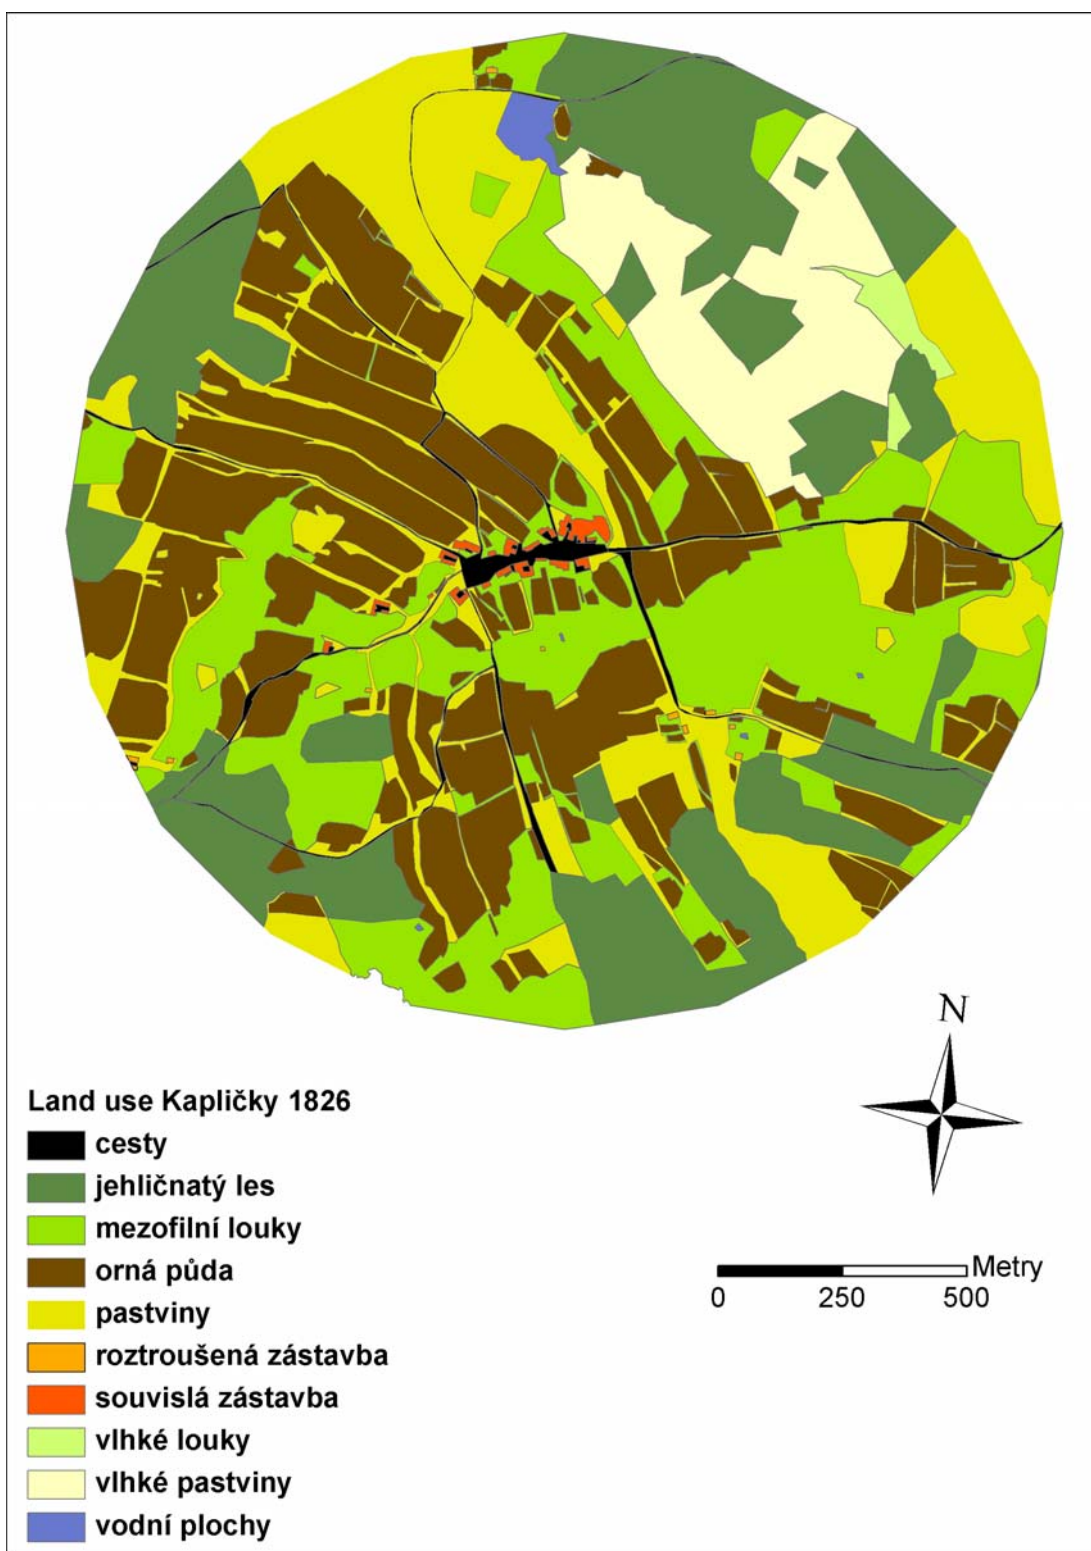 N
Land use Kapličky 1826
cesty
jehličnatý les
mezofilní louky
orná půda
pastviny
roztroušená zástavba
souvislá zástavba
vlhké louky
vlhké pastviny
vodní plochy
Metry
0 250 500